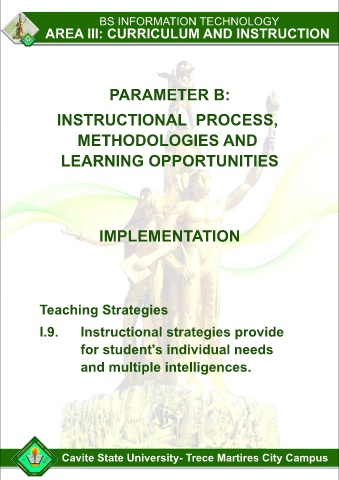 BS INFORMATION TECHNOLOGY
AREA III: CURRICULUM AND INSTRUCTION
PARAMETER B:
INSTRUCTIONAL PROCESS,
METHODOLOGIES AND
LEARNING OPPORTUNITIES
IMPLEMENTATION
Teaching Strategies
I.9. Instructional strategies provide
for student's individual needs
and multiple intelligences.
Cavite State University- Trece Martires City Campus